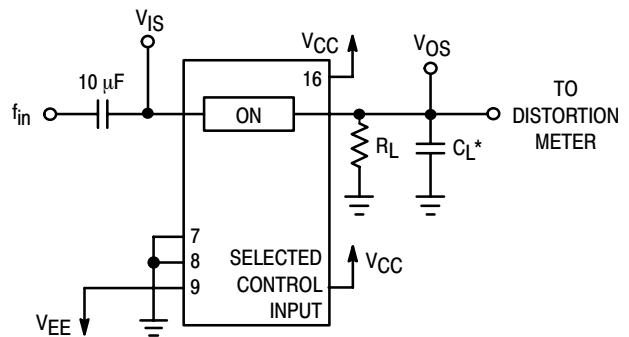 V_IS
V_CC
V_OS
10 μF
16
f_in
ON
TO
DISTORTION
METER
R_L
C_L*
7
8
9
SELECTED
CONTROL
INPUT
V_CC
V_EE